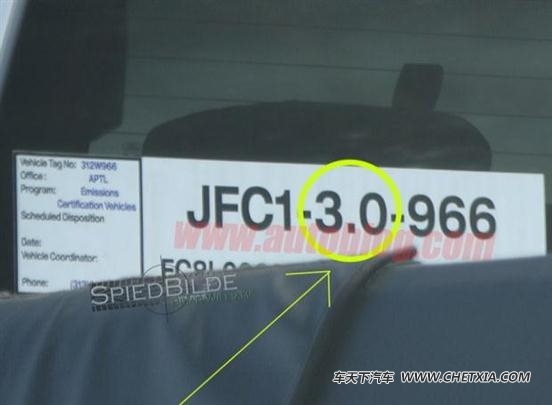 Vehicle Tag No: 312W966
Office: APTL
Program: Emissions
Certification Vehicles
Scheduled Disposition
Date:
Vehicle Coordinator:
Phone:
JFC1-3.0-966
www.autoblog.com
SPIEDBILDE
车天下汽车 WWW.CHETXIA.COM